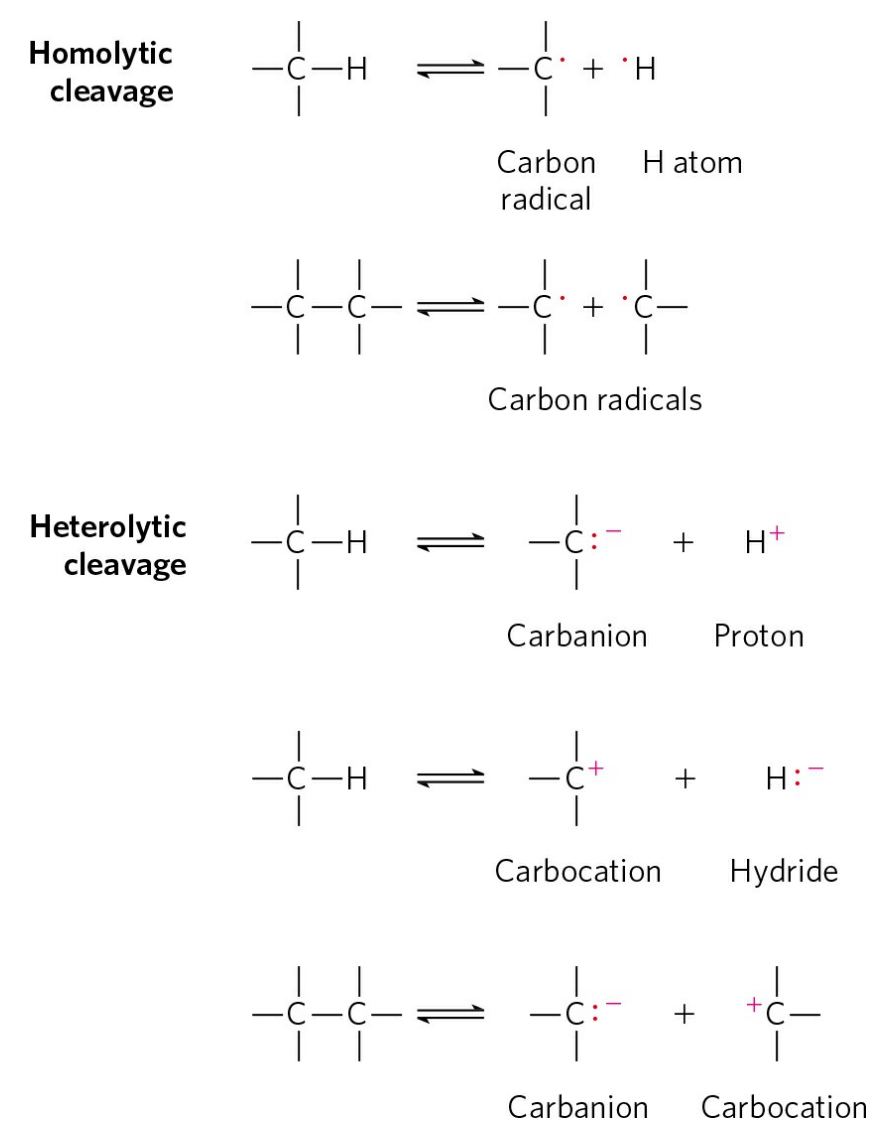 Homolytic
cleavage
—C—H ⇌ —C· + ·H
Carbon radical
H atom
—C—C— ⇌ —C· + ·C—
Carbon radicals
Heterolytic
cleavage
—C—H ⇌ —C:⁻ + H⁺
Carbanion Proton
—C—H ⇌ —C⁺ + H:⁻
Carbocation Hydride
—C—C— ⇌ —C:⁻ + ⁺C—
Carbanion Carbocation